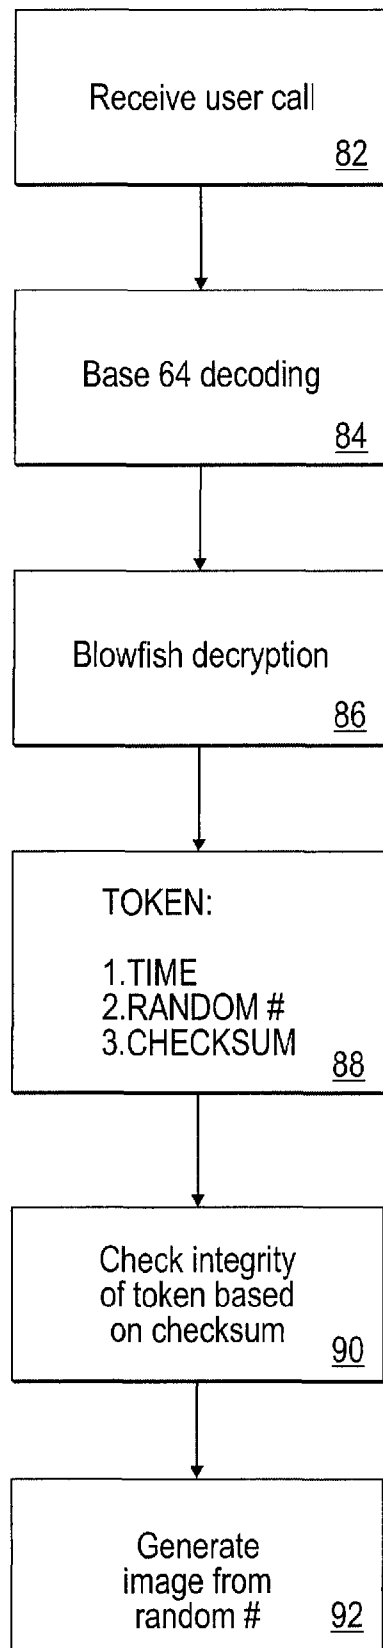 Receive user call
82
Base 64 decoding
84
Blowfish decryption
86
TOKEN:
1.TIME
2.RANDOM #
3.CHECKSUM
88
Check integrity
of token based
on checksum
90
Generate
image from
random #
92